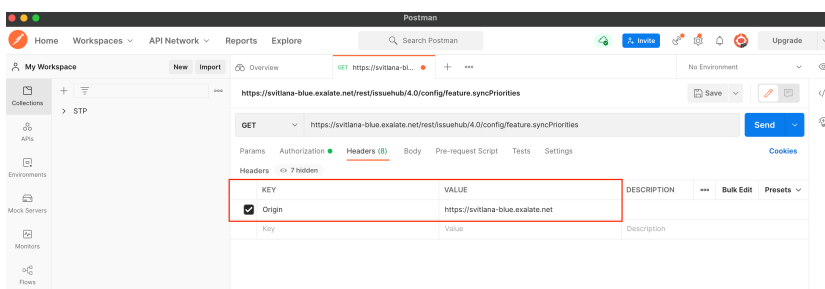 Postman
Home Workspaces API Network Reports Explore Search Postman Invite Upgrade
My Workspace New Import Overview GET https://svitlana-bl... + No Environment
Collections
STP
https://svitlana-blue.exalate.net/rest/issuehub/4.0/config/feature.syncPriorities Save
APIs
GET https://svitlana-blue.exalate.net/rest/issuehub/4.0/config/feature.syncPriorities Send
Params Authorization Headers (8) Body Pre-request Script Tests Settings Cookies
Environments
Headers 7 hidden
KEY VALUE DESCRIPTION Bulk Edit Presets
Mock Servers
Origin https://svitlana-blue.exalate.net
Key Value Description
Monitors
Flows